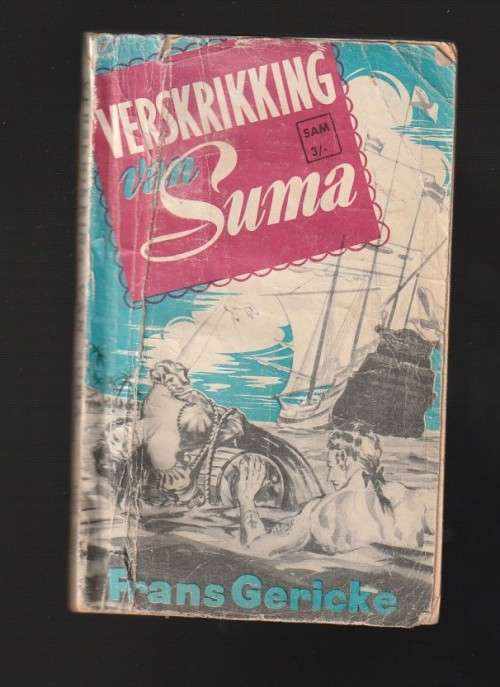 VERSKRIKKING
van
Suma
SAM
3/-
Frans Gericke